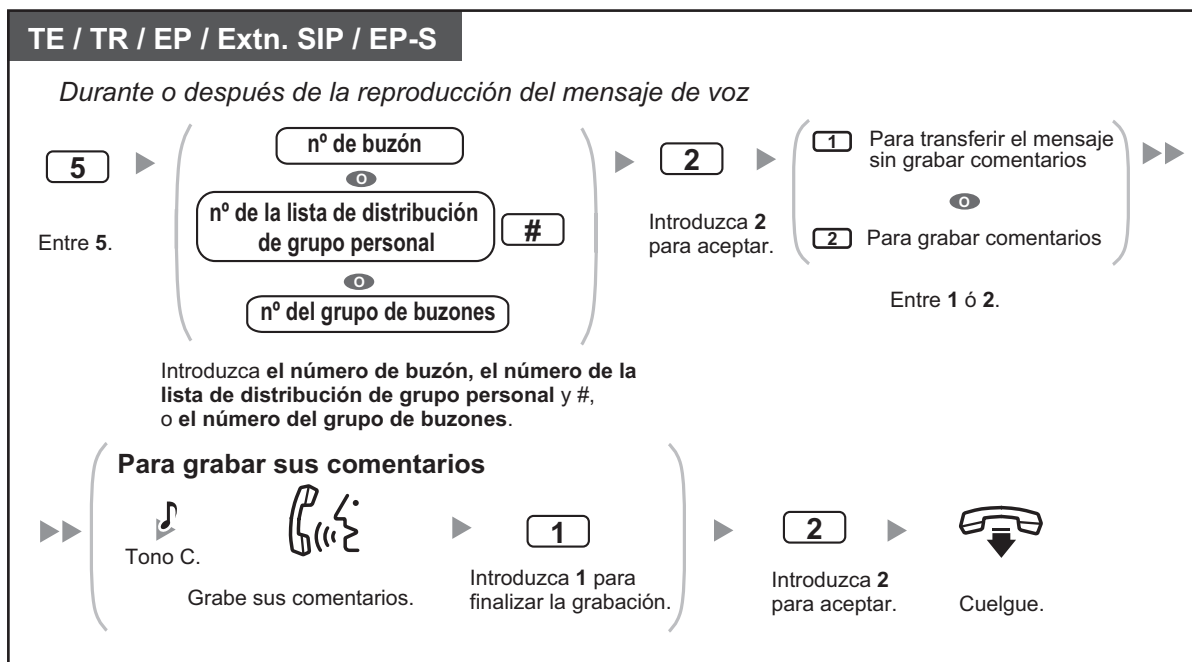 TE / TR / EP / Extn. SIP / EP-S
Durante o después de la reproducción del mensaje de voz
5
Entre 5.
nº de buzón
O
nº de la lista de distribución
de grupo personal
#
O
nº del grupo de buzones
Introduzca el número de buzón, el número de la
lista de distribución de grupo personal y #,
o el número del grupo de buzones.
2
Introduzca 2
para aceptar.
1 Para transferir el mensaje
sin grabar comentarios
O
2 Para grabar comentarios
Entre 1 ó 2.
Para grabar sus comentarios
Tono C.
Grabe sus comentarios.
1
Introduzca 1 para
finalizar la grabación.
2
Introduzca 2
para aceptar.
Cuelgue.